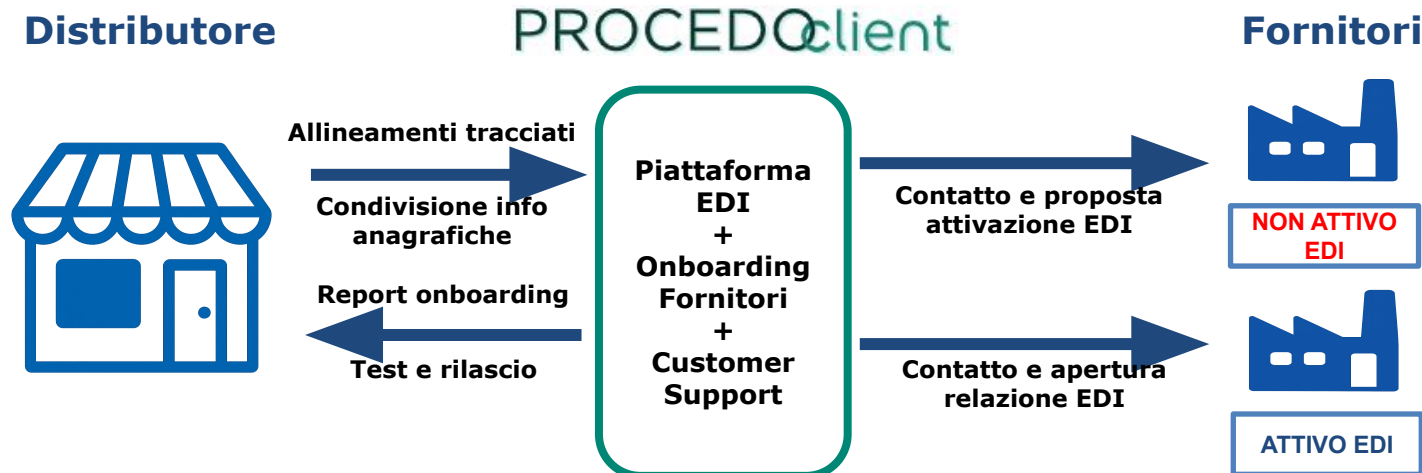 Distributore
PROCEDOclient
Fornitori
Allineamenti tracciati
Condivisione info
anagrafiche
Report onboarding
Test e rilascio
Piattaforma
EDI
+
Onboarding
Fornitori
+
Customer
Support
Contatto e proposta
attivazione EDI
Contatto e apertura
relazione EDI
NON ATTIVO
EDI
ATTIVO EDI